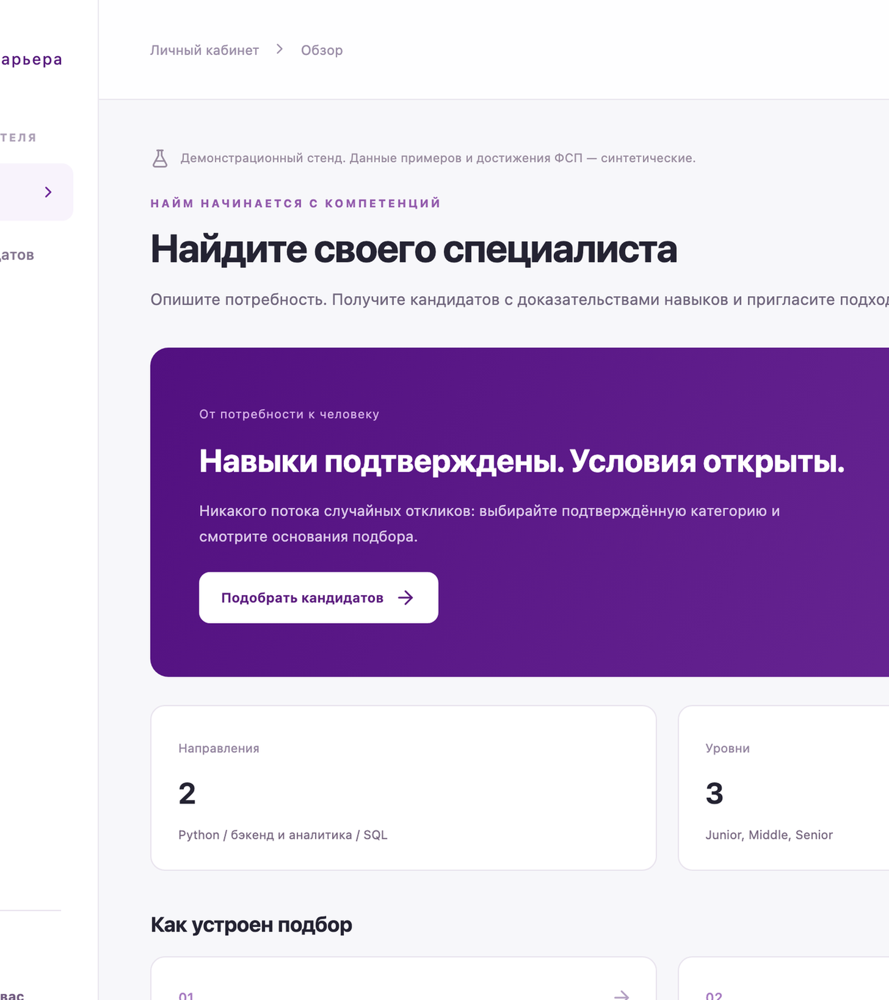 арьера
ТЕЛЯ
датов
вас
Личный кабинет > Обзор
Демонстрационный стенд. Данные примеров и достижения ФСП — синтетические.
НАЙМ НАЧИНАЕТСЯ С КОМПЕТЕНЦИЙ
Найдите своего специалиста
Опишите потребность. Получите кандидатов с доказательствами навыков и пригласите подход
От потребности к человеку
Навыки подтверждены. Условия открыты.
Никакого потока случайных откликов: выбирайте подтверждённую категорию и
смотрите основания подбора.
Подобрать кандидатов →
Направления
2
Python / бэкенд и аналитика / SQL
Уровни
3
Junior, Middle, Senior
Как устроен подбор
01 →
02